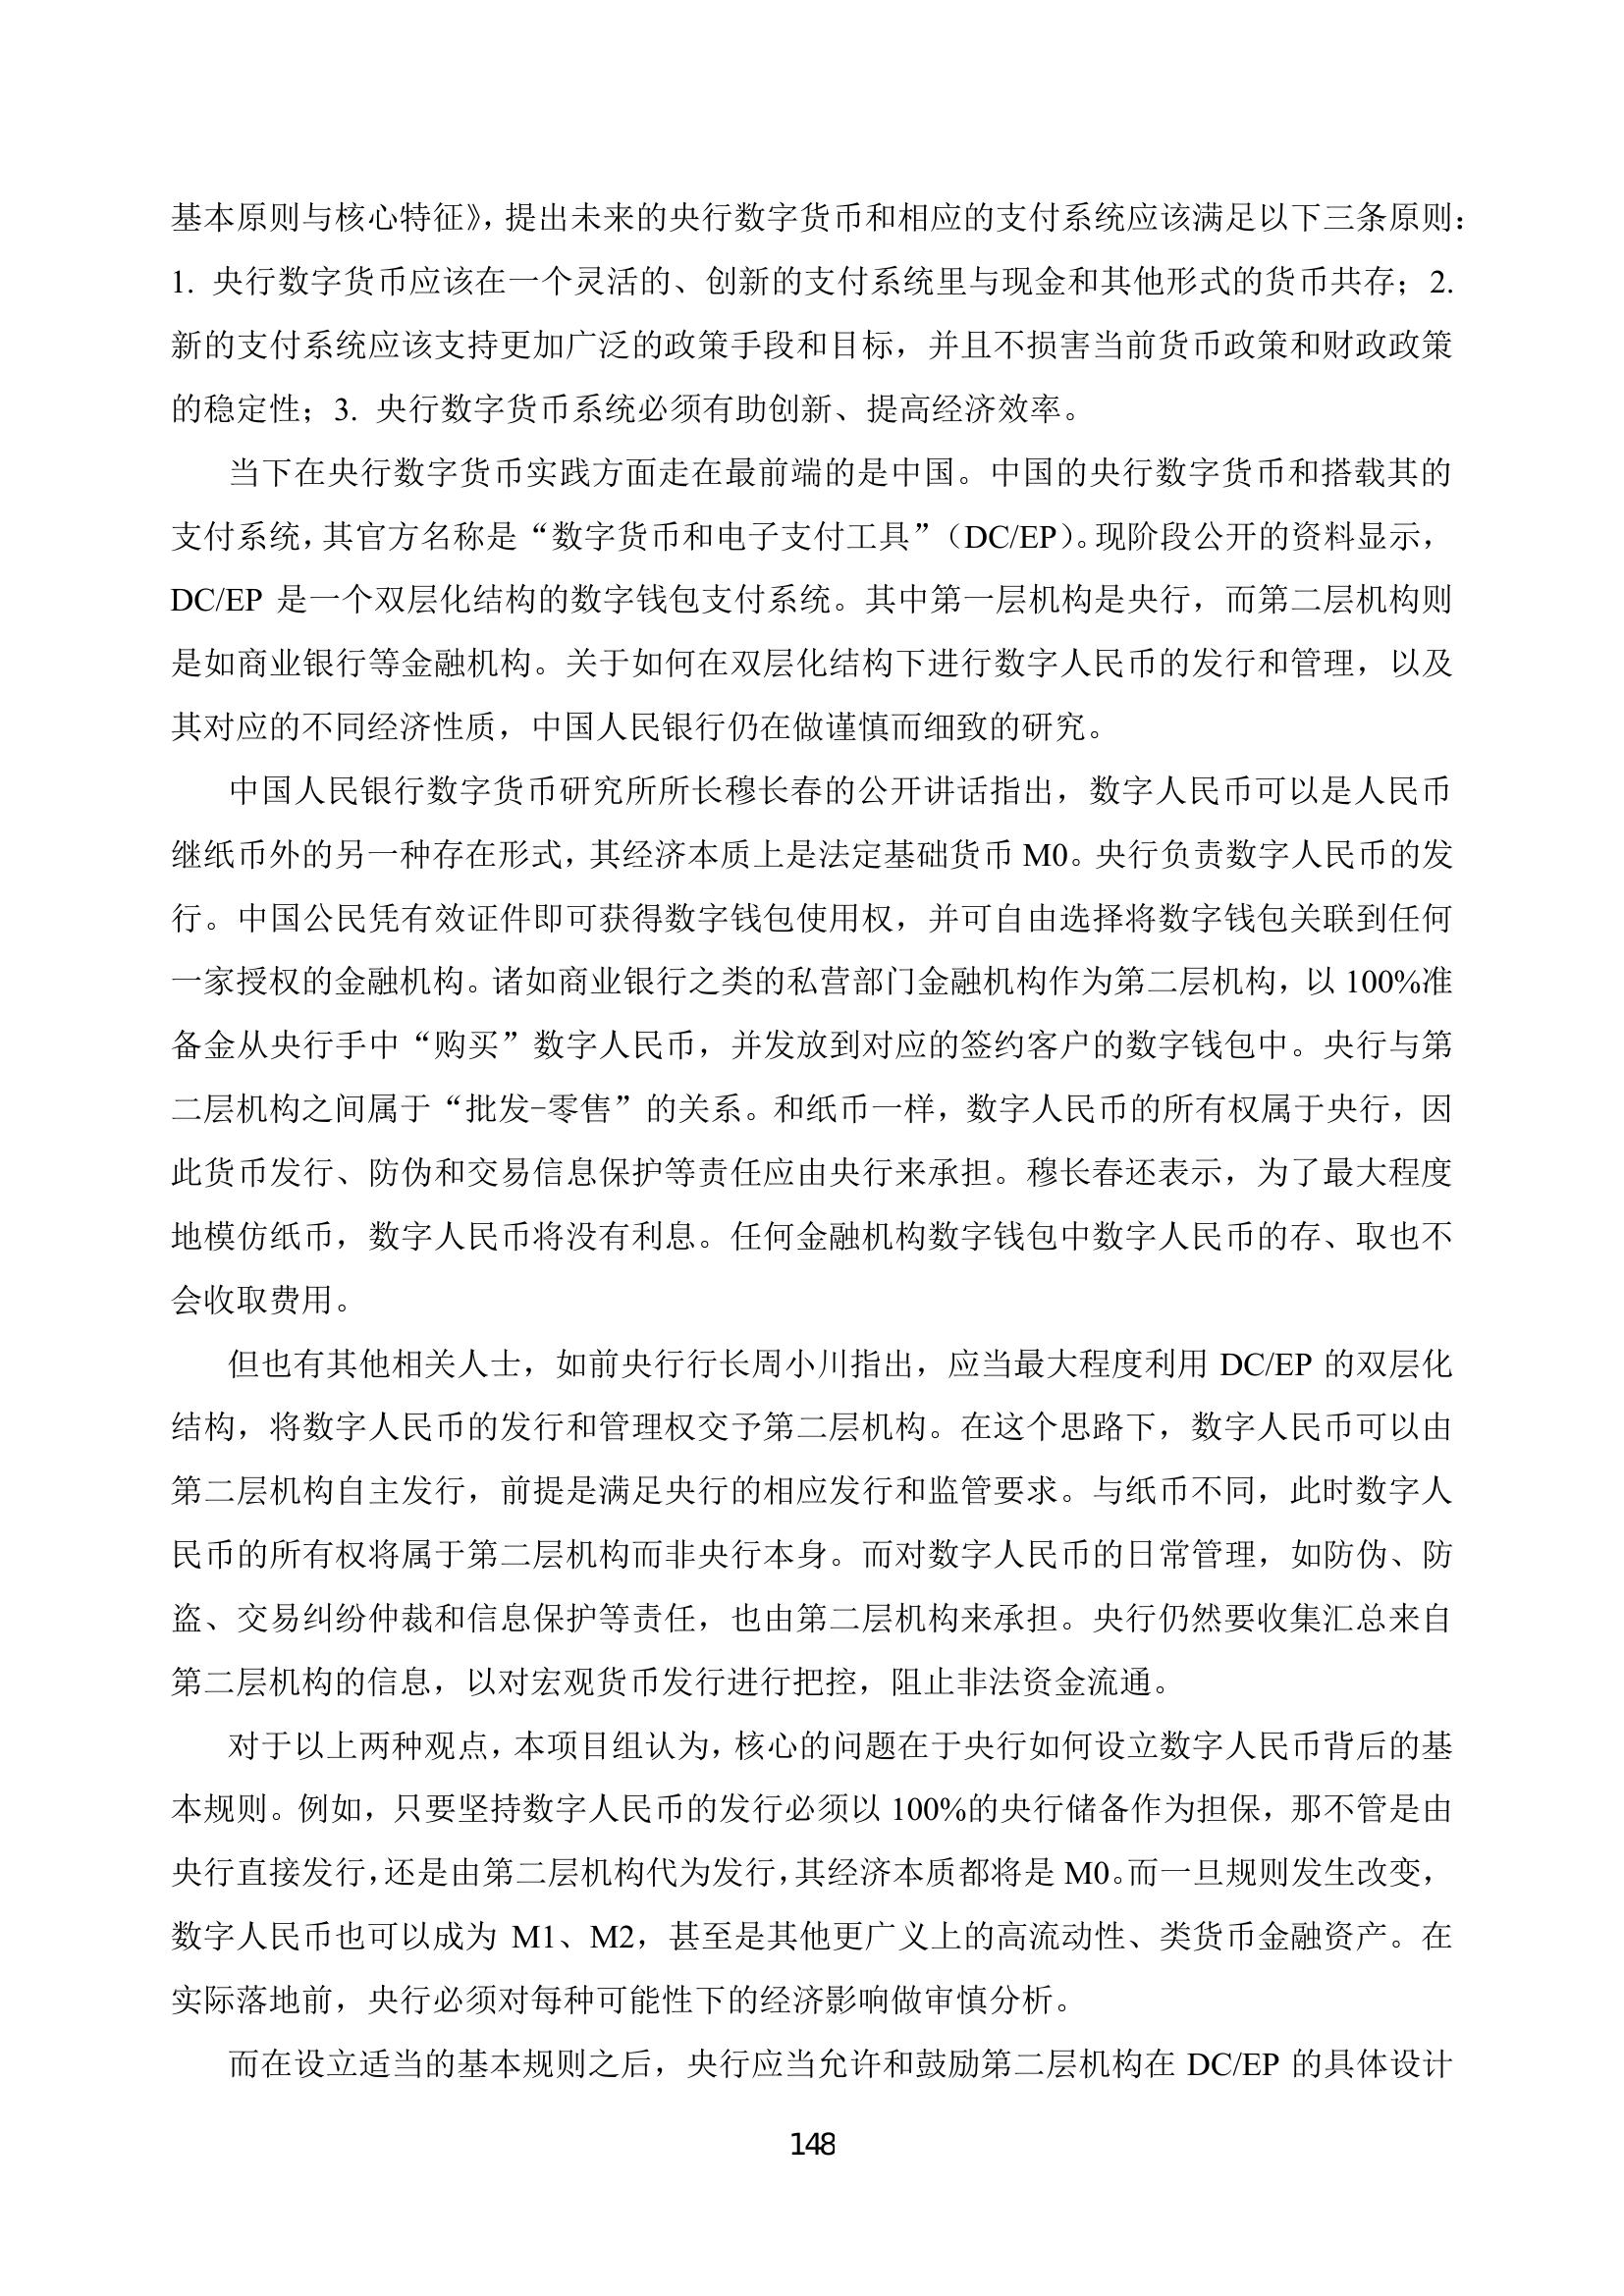 基本原则与核心特征》，提出未来的央行数字货币和相应的支付系统应该满足以下三条原则：
1. 央行数字货币应该在一个灵活的、创新的支付系统里与现金和其他形式的货币共存；2.
新的支付系统应该支持更加广泛的政策手段和目标，并且不损害当前货币政策和财政政策
的稳定性；3. 央行数字货币系统必须有助创新、提高经济效率。
当下在央行数字货币实践方面走在最前端的是中国。中国的央行数字货币和搭载其的
支付系统，其官方名称是“数字货币和电子支付工具”（DC/EP）。现阶段公开的资料显示，
DC/EP 是一个双层化结构的数字钱包支付系统。其中第一层机构是央行，而第二层机构则
是如商业银行等金融机构。关于如何在双层化结构下进行数字人民币的发行和管理，以及
其对应的不同经济性质，中国人民银行仍在做谨慎而细致的研究。
中国人民银行数字货币研究所所长穆长春的公开讲话指出，数字人民币可以是人民币
继纸币外的另一种存在形式，其经济本质上是法定基础货币 M0。央行负责数字人民币的发
行。中国公民凭有效证件即可获得数字钱包使用权，并可自由选择将数字钱包关联到任何
一家授权的金融机构。诸如商业银行之类的私营部门金融机构作为第二层机构，以 100%准
备金从央行手中“购买”数字人民币，并发放到对应的签约客户的数字钱包中。央行与第
二层机构之间属于“批发–零售”的关系。和纸币一样，数字人民币的所有权属于央行，因
此货币发行、防伪和交易信息保护等责任应由央行来承担。穆长春还表示，为了最大程度
地模仿纸币，数字人民币将没有利息。任何金融机构数字钱包中数字人民币的存、取也不
会收取费用。
但也有其他相关人士，如前央行行长周小川指出，应当最大程度利用 DC/EP 的双层化
结构，将数字人民币的发行和管理权交予第二层机构。在这个思路下，数字人民币可以由
第二层机构自主发行，前提是满足央行的相应发行和监管要求。与纸币不同，此时数字人
民币的所有权将属于第二层机构而非央行本身。而对数字人民币的日常管理，如防伪、防
盗、交易纠纷仲裁和信息保护等责任，也由第二层机构来承担。央行仍然要收集汇总来自
第二层机构的信息，以对宏观货币发行进行把控，阻止非法资金流通。
对于以上两种观点，本项目组认为，核心的问题在于央行如何设立数字人民币背后的基
本规则。例如，只要坚持数字人民币的发行必须以 100%的央行储备作为担保，那不管是由
央行直接发行，还是由第二层机构代为发行，其经济本质都将是 M0。而一旦规则发生改变，
数字人民币也可以成为 M1、M2，甚至是其他更广义上的高流动性、类货币金融资产。在
实际落地前，央行必须对每种可能性下的经济影响做审慎分析。
而在设立适当的基本规则之后，央行应当允许和鼓励第二层机构在 DC/EP 的具体设计
148